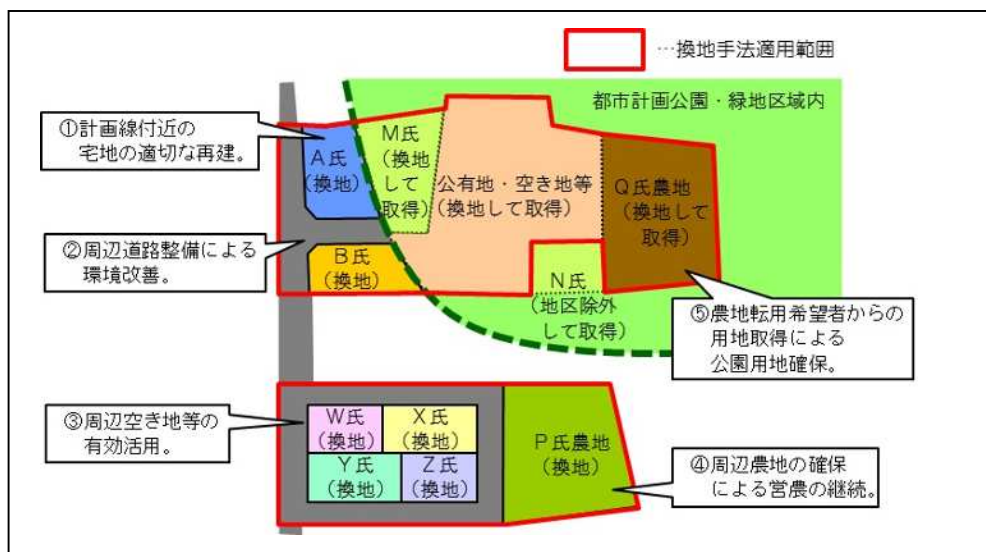 …換地手法適用範囲
都市計画公園・緑地区域内
①計画線付近の
宅地の適切な再建。
A氏
(換地)
M氏
(換地
して
取得)
公有地・空き地等
(換地して取得)
Q氏農地
(換地して
取得)
②周辺道路整備による
環境改善。
B氏
(換地)
N氏
(地区除外
して取得)
⑤農地転用希望者からの
用地取得による
公園用地確保。
③周辺空き地等の
有効活用。
W氏
(換地)
X氏
(換地)
Y氏
(換地)
Z氏
(換地)
P氏農地
(換地)
④周辺農地の確保
による営農の継続。